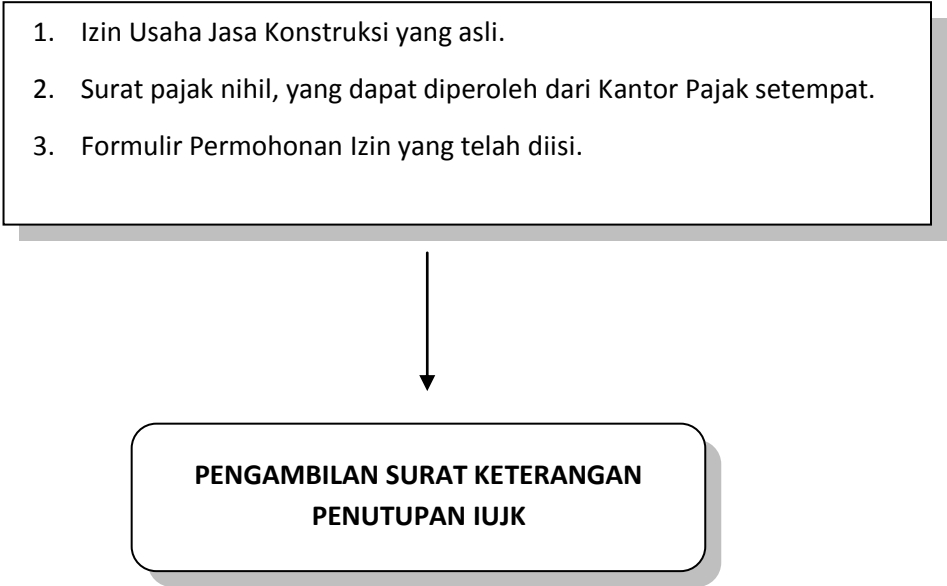 1. Izin Usaha Jasa Konstruksi yang asli.
2. Surat pajak nihil, yang dapat diperoleh dari Kantor Pajak setempat.
3. Formulir Permohonan Izin yang telah diisi.
PENGAMBILAN SURAT KETERANGAN
PENUTUPAN IUJK